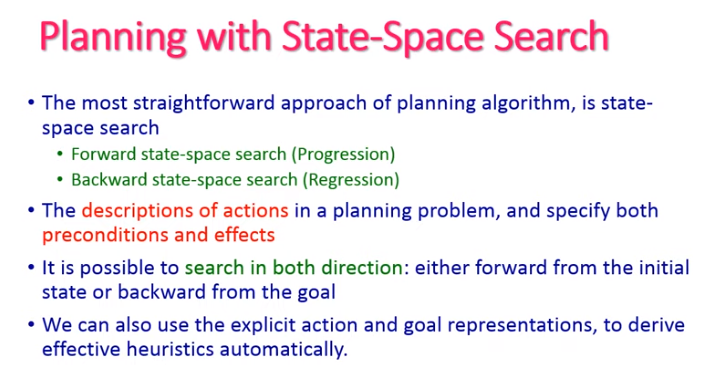 Planning with State-Space Search
• The most straightforward approach of planning algorithm, is state-
space search
• Forward state-space search (Progression)
• Backward state-space search (Regression)
• The descriptions of actions in a planning problem, and specify both
preconditions and effects
• It is possible to search in both direction: either forward from the initial
state or backward from the goal
• We can also use the explicit action and goal representations, to derive
effective heuristics automatically.